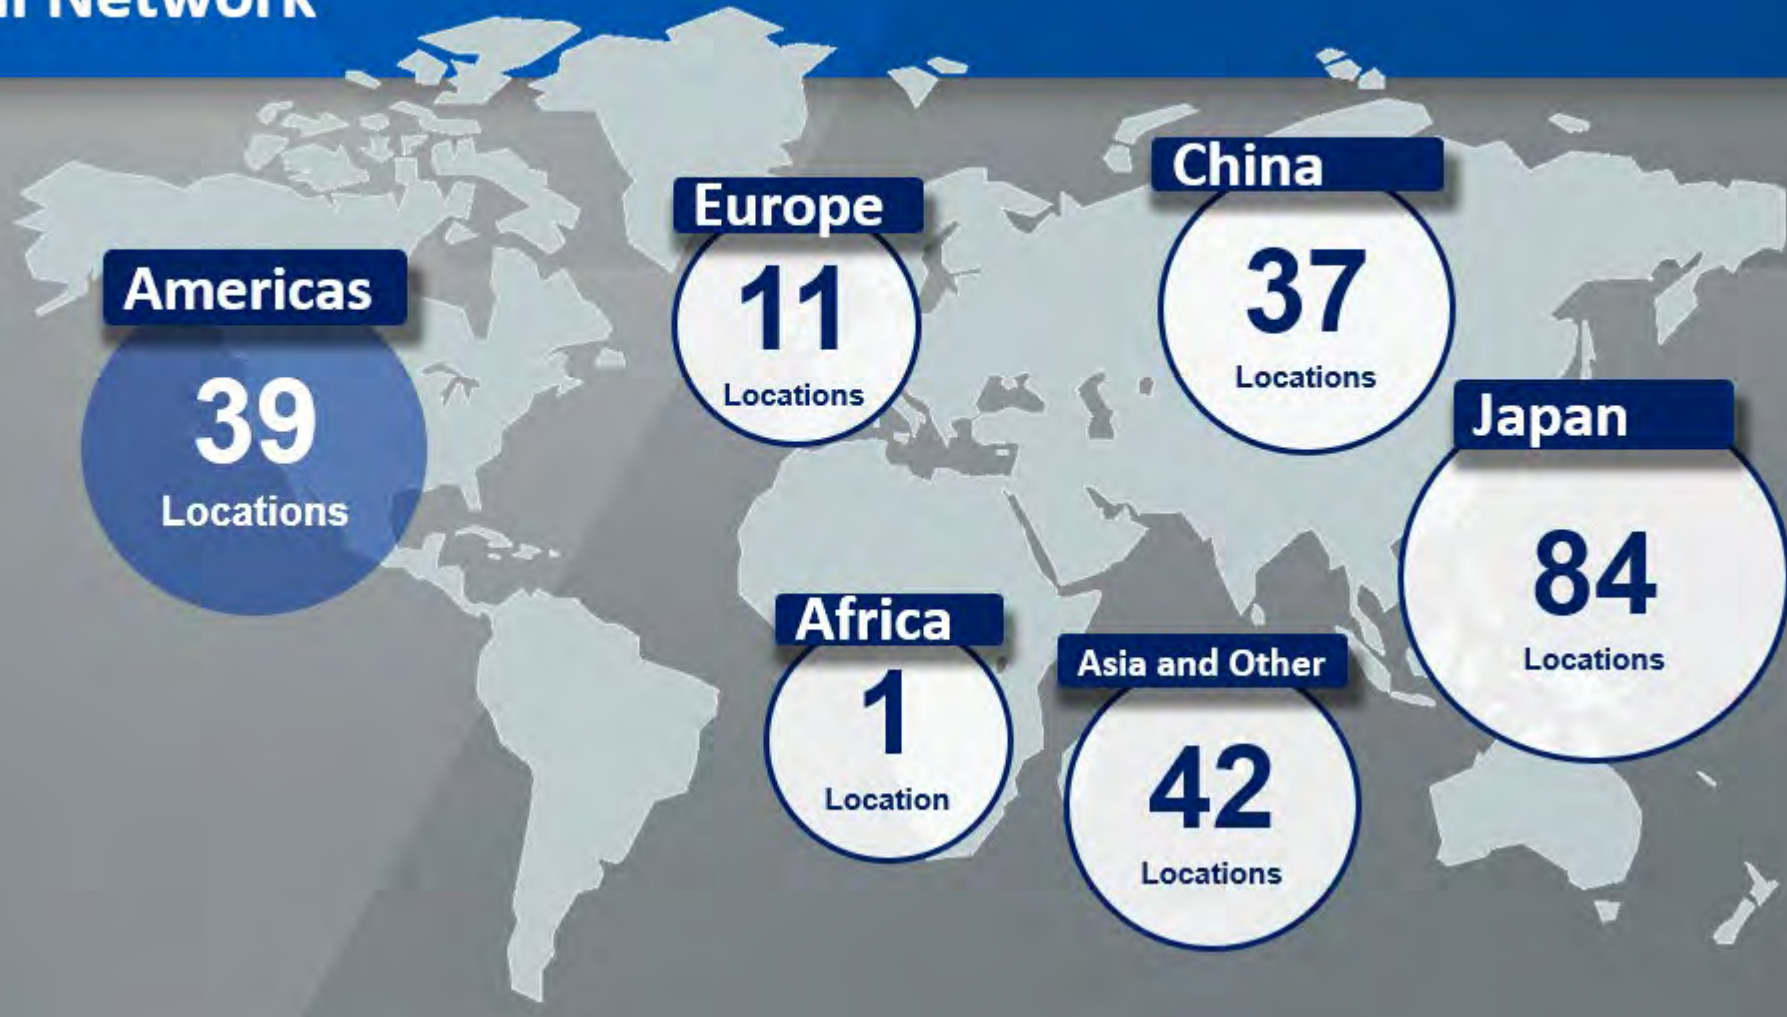 Network
Americas
39
Locations
Europe
11
Locations
China
37
Locations
Japan
84
Locations
Africa
1
Location
Asia and Other
42
Locations